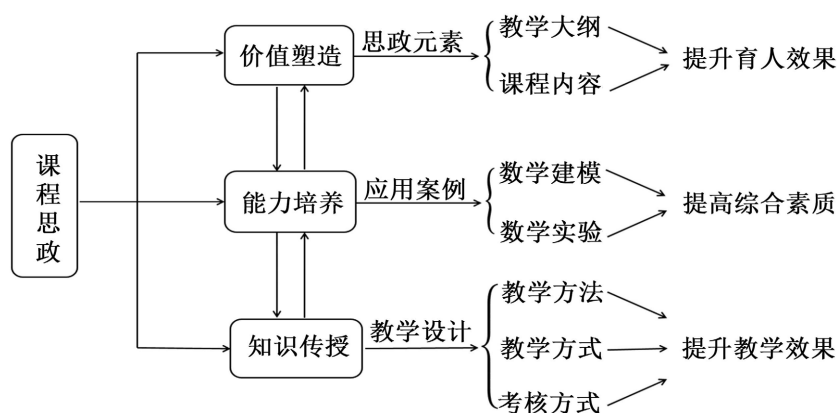 课程思政
价值塑造
思政元素
教学大纲
课程内容
提升育人效果
能力培养
应用案例
数学建模
数学实验
提高综合素质
知识传授
教学设计
教学方法
教学方式
考核方式
提升教学效果